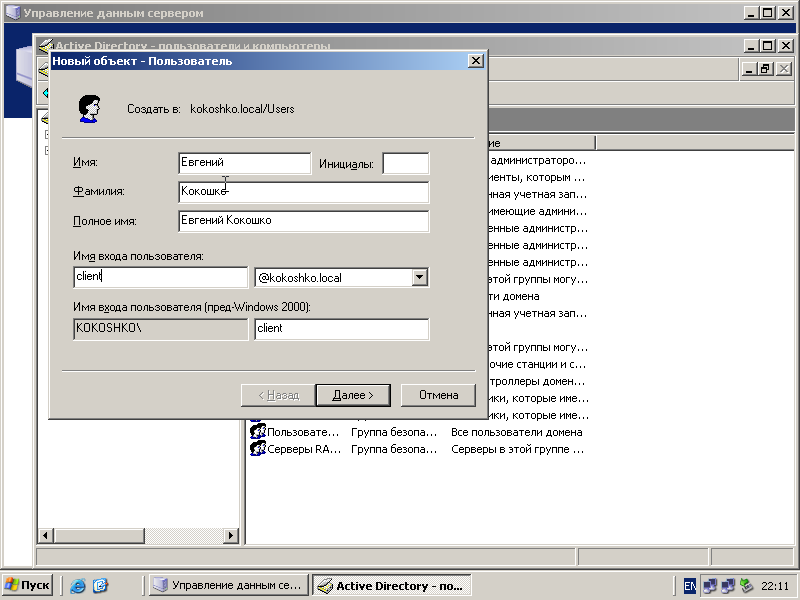 Управление данным сервером
Active Directory - пользователи и компьютеры
Новый объект - Пользователь
Создать в: kokoshko.local/Users
Имя: Евгений Инициалы:
Фамилия: Кокошко
Полное имя: Евгений Кокошко
Имя входа пользователя:
client @kokoshko.local
Имя входа пользователя (пред-Windows 2000):
KOKOSHKO\ client
< Назад Далее > Отмена
ие
администраторо...
иенты, которым ...
нная учетная зап...
имеющие админи...
енные администр...
енные администр...
енные администр...
этой группы могу...
ти домена
нная учетная зап...
этой группы могу...
очие станции и с...
троллеры домен...
ики, которые име...
ики, которые име...
Пользовате... Группа безопа... Все пользователи домена
Серверы RA... Группа безопа... Серверы в этой группе ...
Пуск Управление данным се... Active Directory - по... EN 22:11